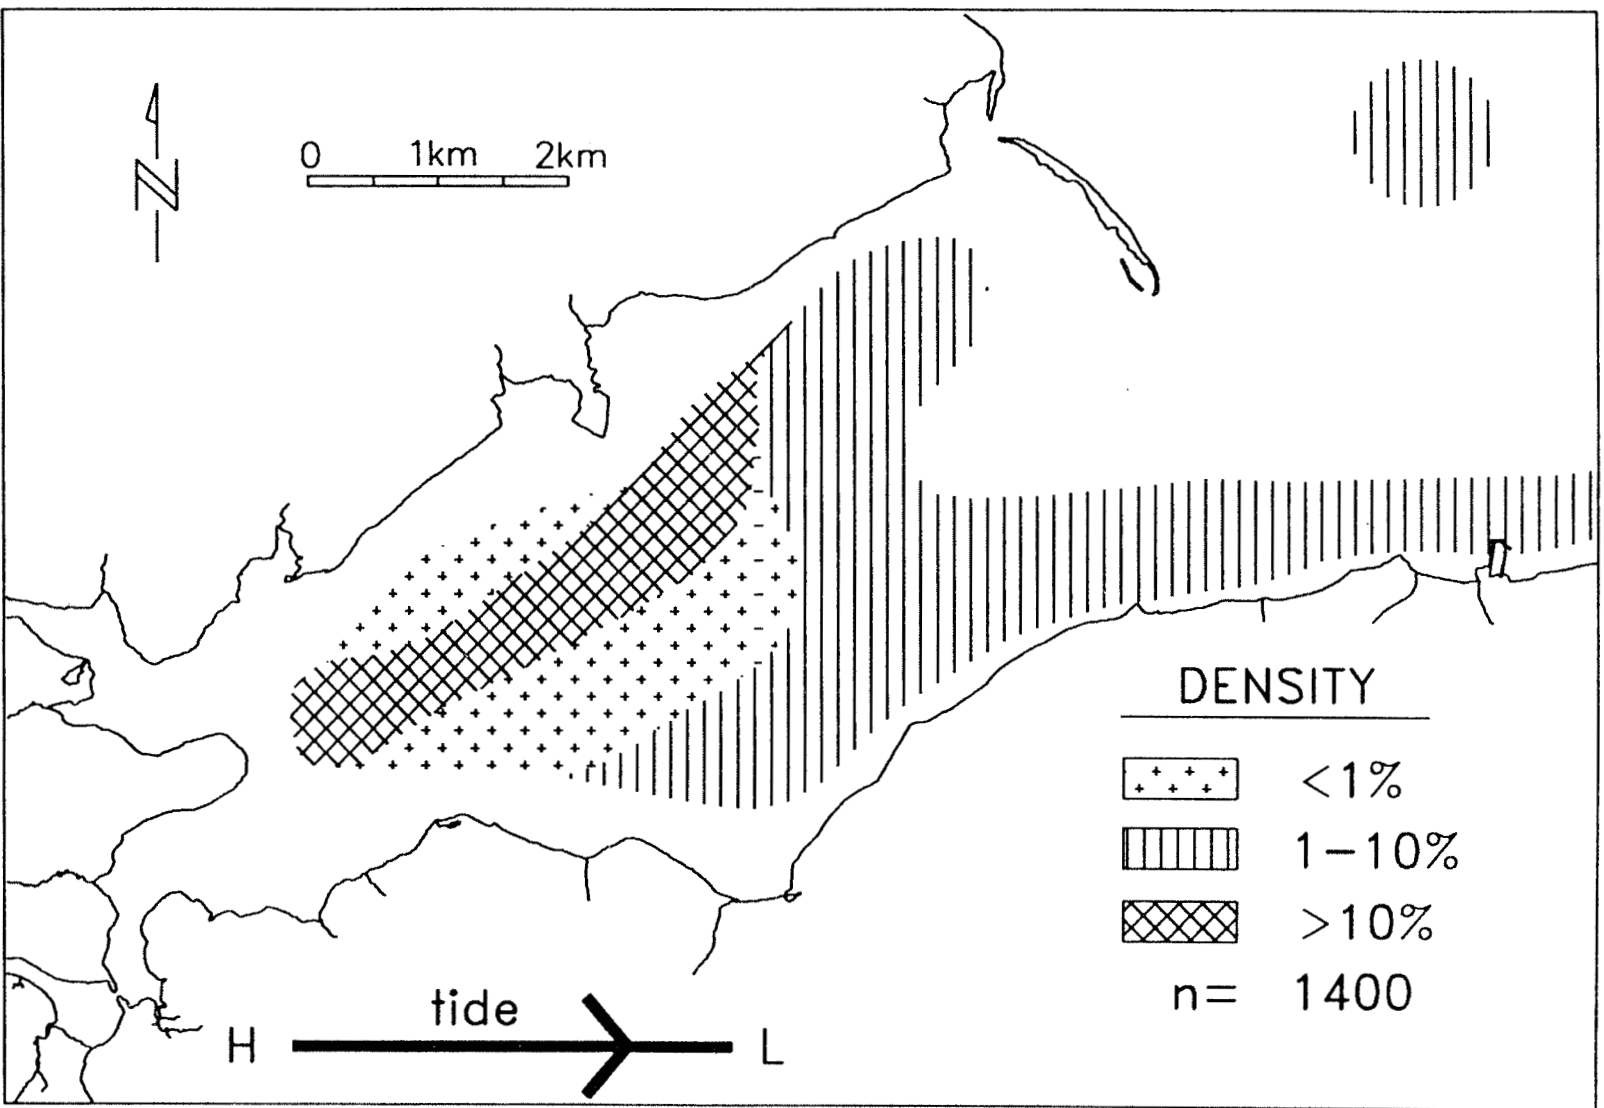 N
0 1km 2km
DENSITY
<1%
1-10%
>10%
n= 1400
tide
H L